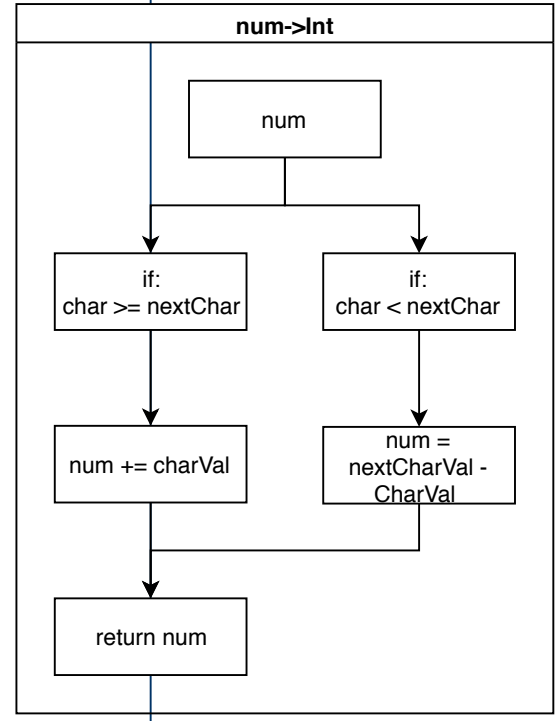 num->Int
num
if:
char >= nextChar
if:
char < nextChar
num += charVal
num =
nextCharVal -
CharVal
return num